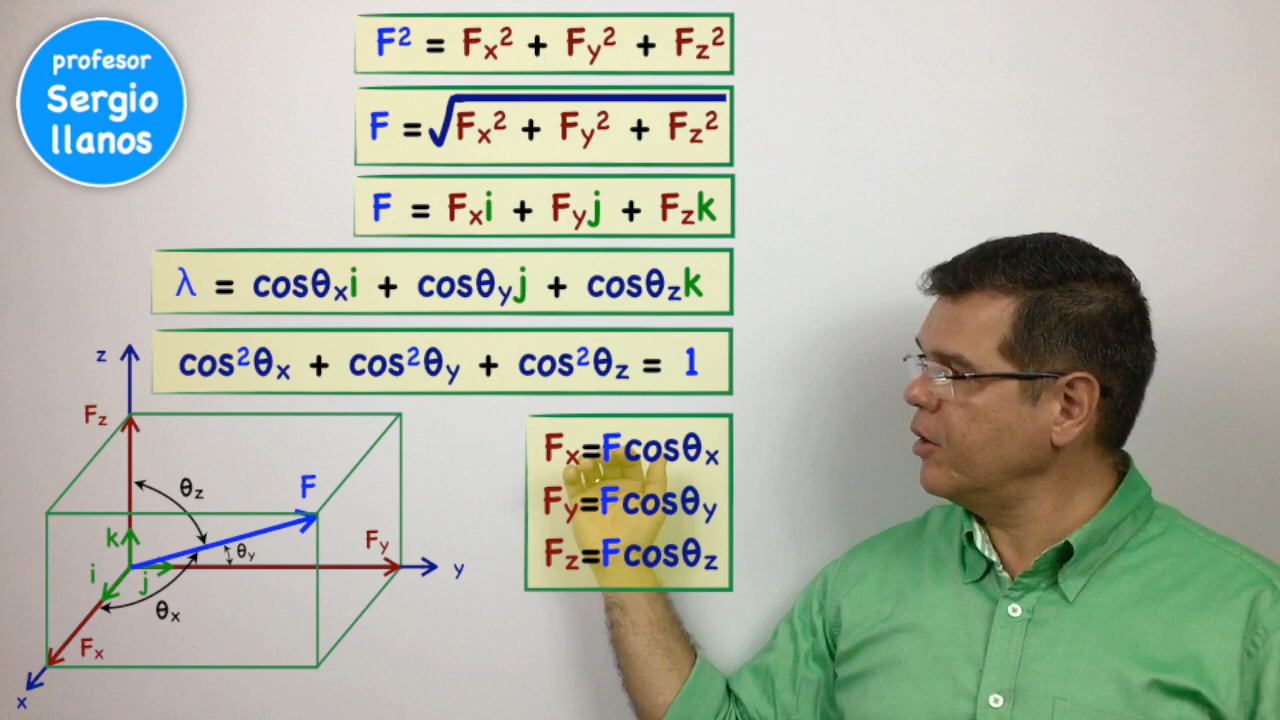 profesor
Sergio
llanos
F² = Fx² + Fy² + Fz²
F = √Fx² + Fy² + Fz²
F = Fxi + Fyj + Fzk
λ = cosθxi + cosθyj + cosθzk
cos²θx + cos²θy + cos²θz = 1
Fx=Fcosθx
Fy=Fcosθy
Fz=Fcosθz
z
Fz
θz
F
k
θy
Fy
y
i
j
θx
Fx
x